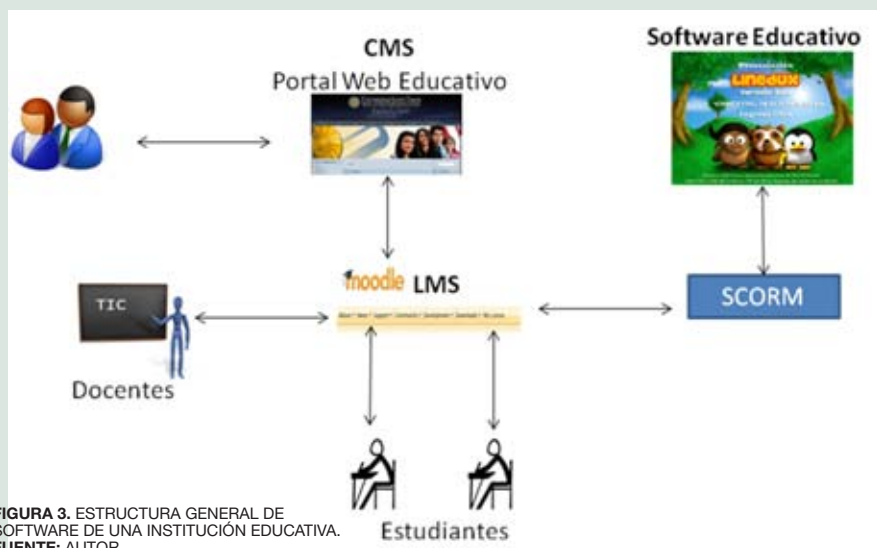 CMS
Portal Web Educativo
Software Educativo
LINEDUX
moodle LMS
SCORM
TIC
Docentes
Estudiantes
FIGURA 3. ESTRUCTURA GENERAL DE
SOFTWARE DE UNA INSTITUCIÓN EDUCATIVA.
FUENTE: AUTOR